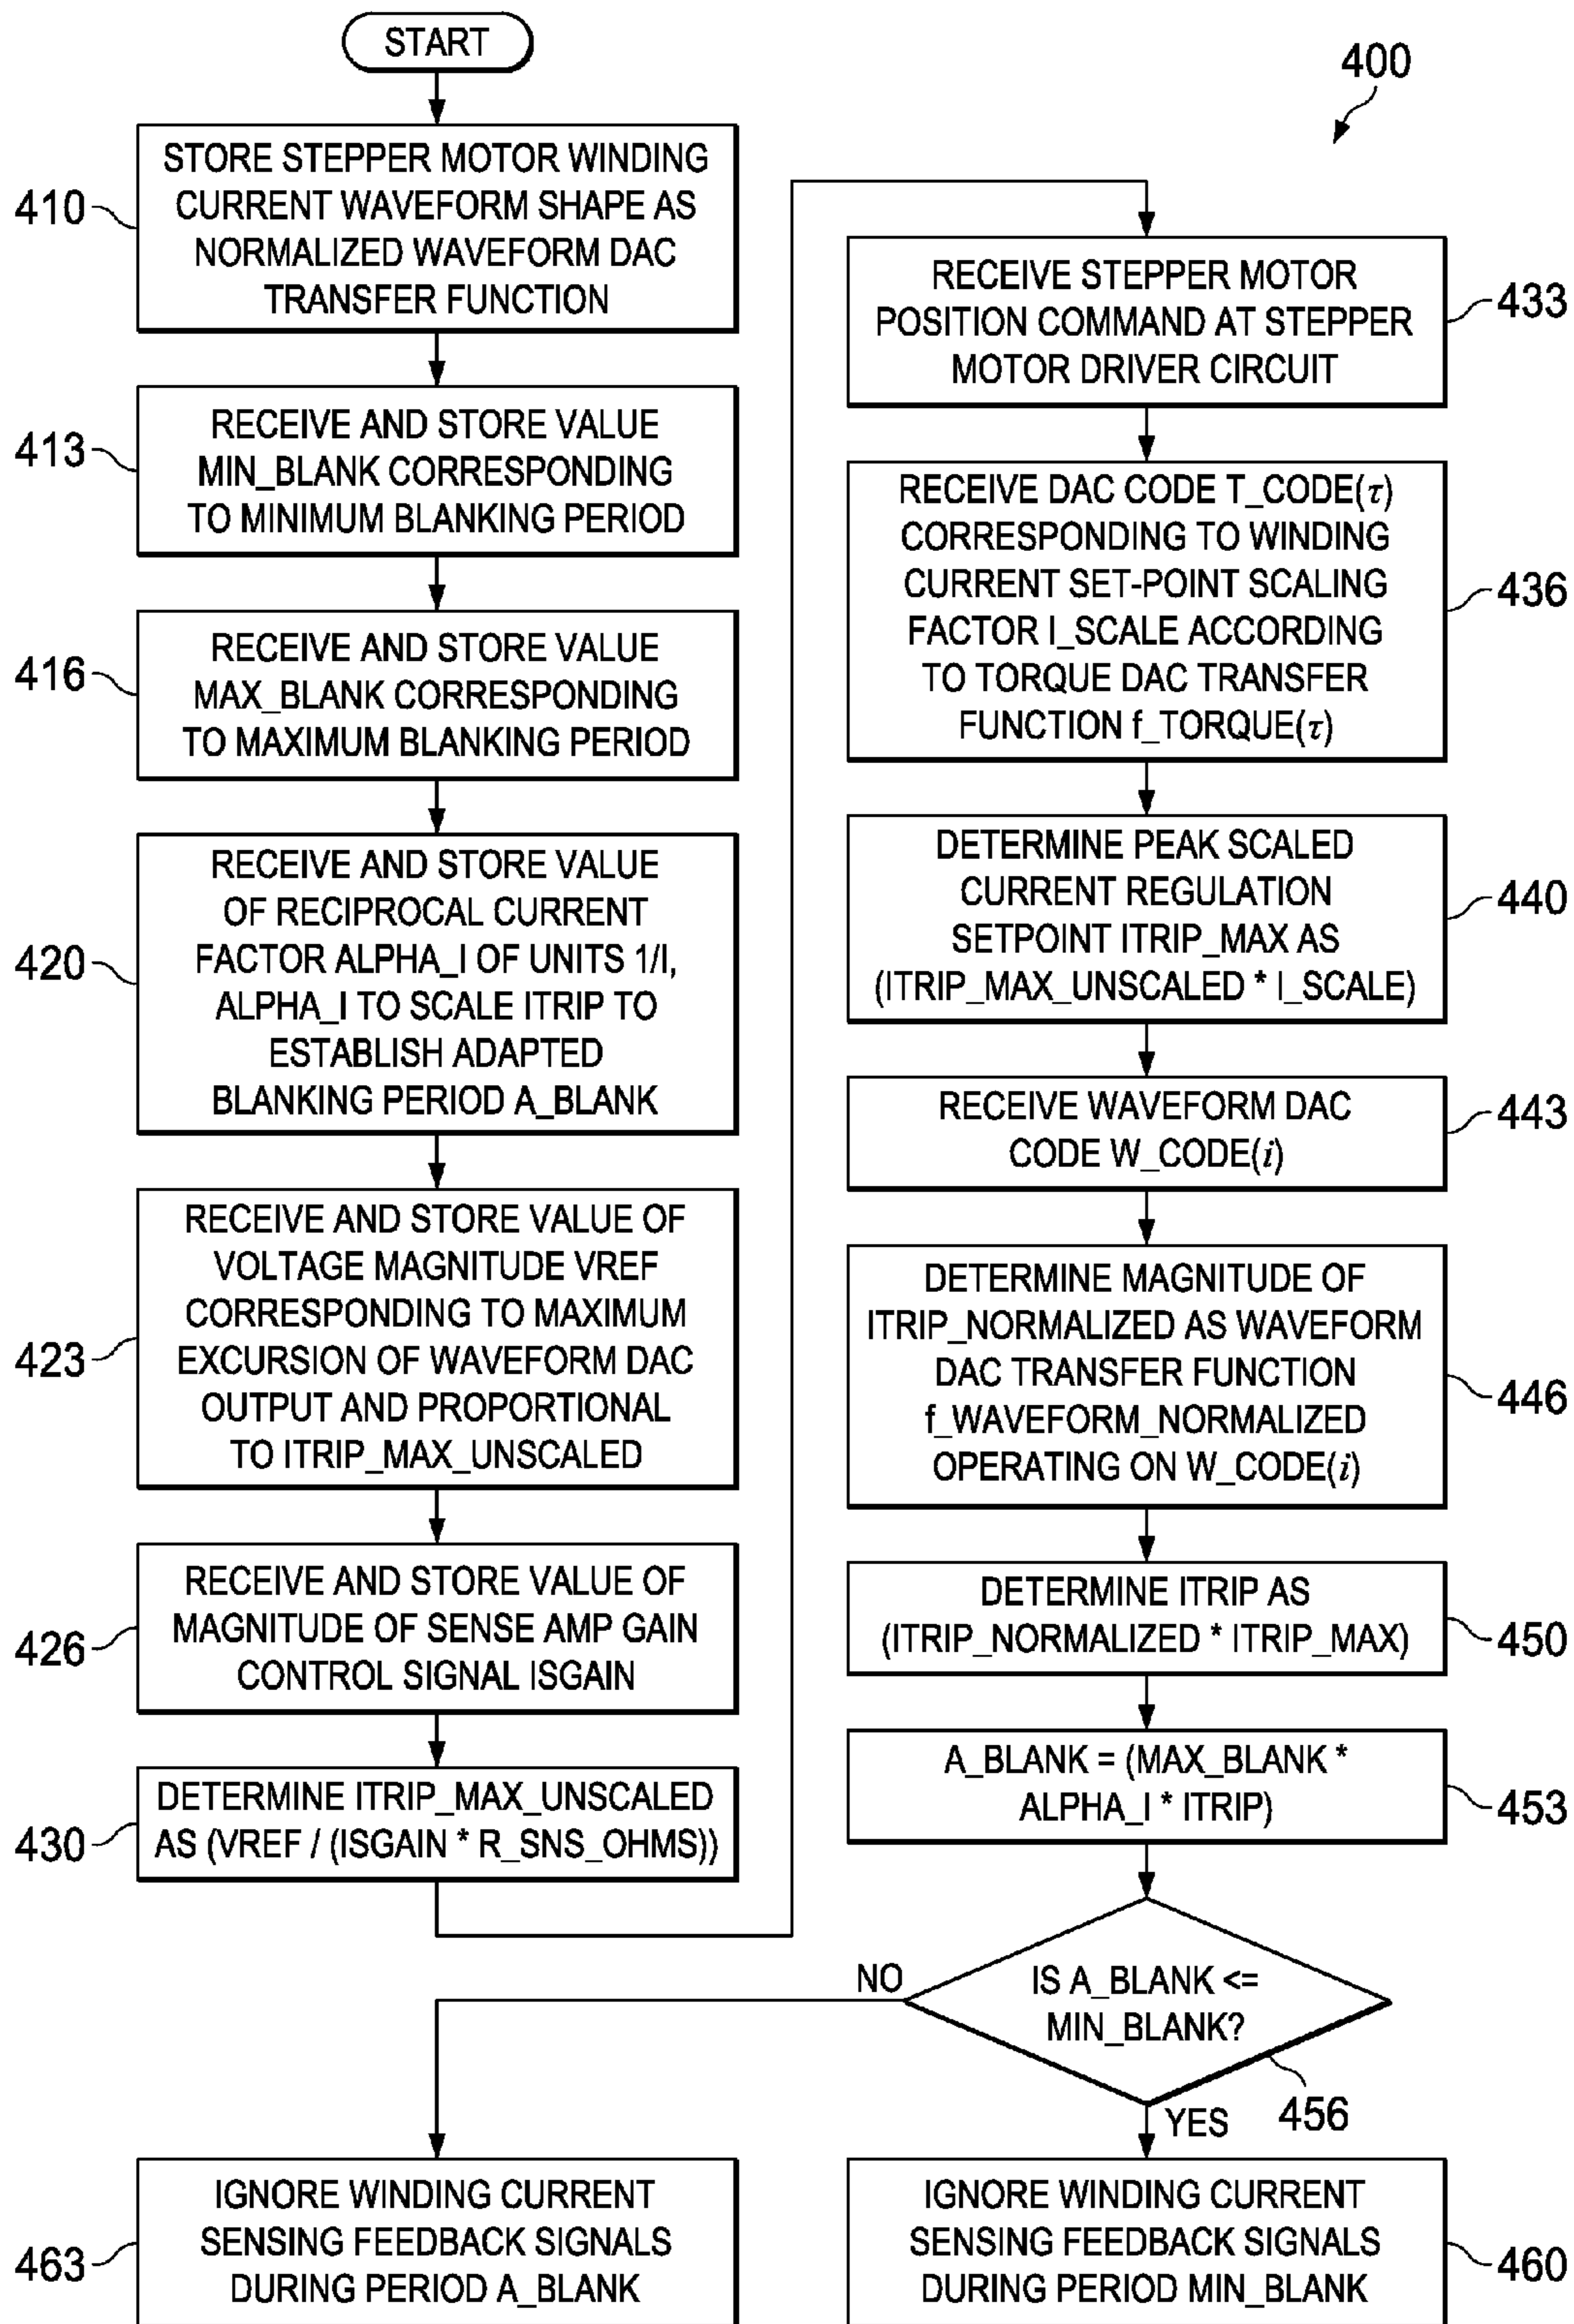 START
400
410
STORE STEPPER MOTOR WINDING
CURRENT WAVEFORM SHAPE AS
NORMALIZED WAVEFORM DAC
TRANSFER FUNCTION
413
RECEIVE AND STORE VALUE
MIN_BLANK CORRESPONDING
TO MINIMUM BLANKING PERIOD
416
RECEIVE AND STORE VALUE
MAX_BLANK CORRESPONDING
TO MAXIMUM BLANKING PERIOD
420
RECEIVE AND STORE VALUE
OF RECIPROCAL CURRENT
FACTOR ALPHA_I OF UNITS 1/I,
ALPHA_I TO SCALE ITRIP TO
ESTABLISH ADAPTED
BLANKING PERIOD A_BLANK
423
RECEIVE AND STORE VALUE OF
VOLTAGE MAGNITUDE VREF
CORRESPONDING TO MAXIMUM
EXCURSION OF WAVEFORM DAC
OUTPUT AND PROPORTIONAL
TO ITRIP_MAX_UNSCALED
426
RECEIVE AND STORE VALUE OF
MAGNITUDE OF SENSE AMP GAIN
CONTROL SIGNAL ISGAIN
430
DETERMINE ITRIP_MAX_UNSCALED
AS (VREF / (ISGAIN * R_SNS_OHMS))
RECEIVE STEPPER MOTOR
POSITION COMMAND AT STEPPER
MOTOR DRIVER CIRCUIT
433
RECEIVE DAC CODE T_CODE(τ)
CORRESPONDING TO WINDING
CURRENT SET-POINT SCALING
FACTOR I_SCALE ACCORDING
TO TORQUE DAC TRANSFER
FUNCTION f_TORQUE(τ)
436
DETERMINE PEAK SCALED
CURRENT REGULATION
SETPOINT ITRIP_MAX AS
(ITRIP_MAX_UNSCALED * I_SCALE)
440
RECEIVE WAVEFORM DAC
CODE W_CODE(i)
443
DETERMINE MAGNITUDE OF
ITRIP_NORMALIZED AS WAVEFORM
DAC TRANSFER FUNCTION
f_WAVEFORM_NORMALIZED
OPERATING ON W_CODE(i)
446
DETERMINE ITRIP AS
(ITRIP_NORMALIZED * ITRIP_MAX)
450
A_BLANK = (MAX_BLANK *
ALPHA_I * ITRIP)
453
IS A_BLANK <=
MIN_BLANK?
456
NO
YES
463
IGNORE WINDING CURRENT
SENSING FEEDBACK SIGNALS
DURING PERIOD A_BLANK
IGNORE WINDING CURRENT
SENSING FEEDBACK SIGNALS
DURING PERIOD MIN_BLANK
460